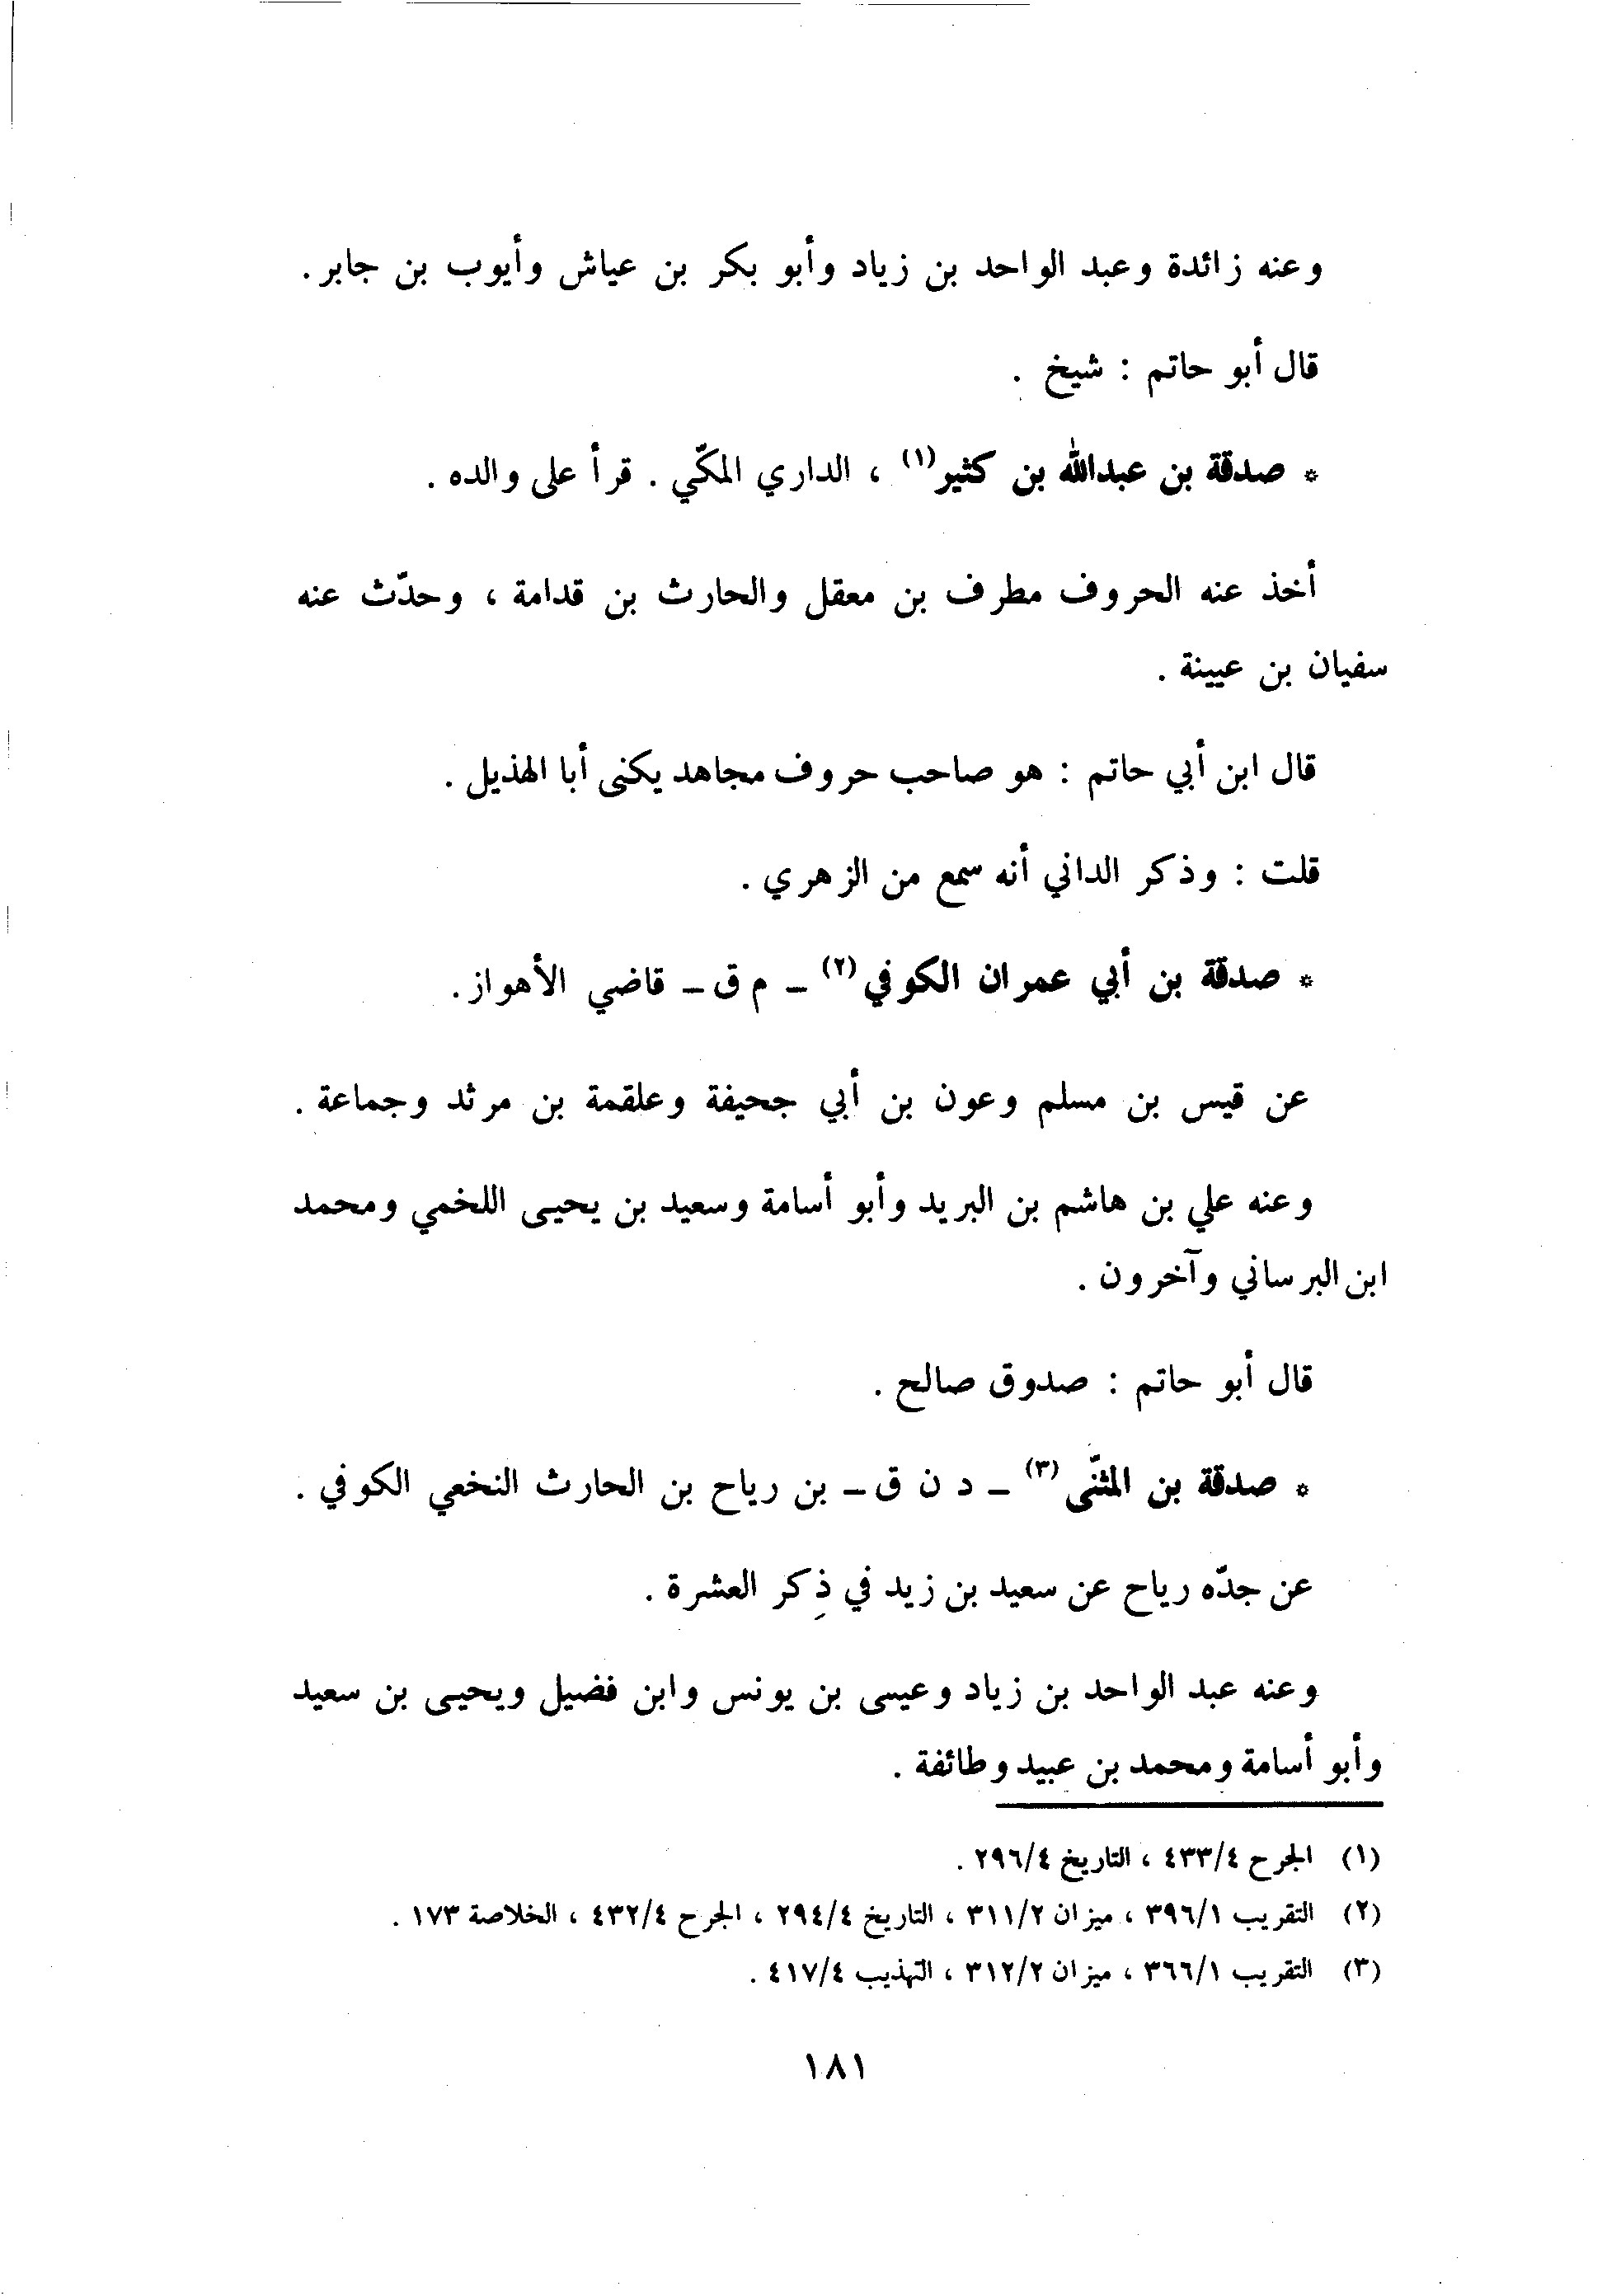 وعنه زائدة وعبد الواحد بن زياد وأبو بكر بن عياش وأيوب بن جابر .
قال أبو حاتم : شيخ .
* صدقة بن عبدالله بن كثير(١) ، الداري المكّي . قرأ على والده .
أخذ عنه الحروف مطرف بن معقل والحارث بن قدامة ، وحدّث عنه
سفيان بن عيينة .
قال ابن أبي حاتم : هو صاحب حروف مجاهد يكنى أبا الهذيل .
قلت : وذكر الداني أنه سمع من الزهري .
* صدقة بن أبي عمران الكوفي(٢) ـ م ق ـ قاضي الأهواز .
عن قيس بن مسلم وعون بن أبي جحيفة وعلقمة بن مرثد وجماعة .
وعنه علي بن هاشم بن البريد وأبو أسامة وسعيد بن يحيى اللخمي ومحمد
ابن البرساني وآخرون .
قال أبو حاتم : صدوق صالح .
* صدقة بن المثنّى(٣) ـ د ن ق ـ بن رياح بن الحارث النخعي الكوفي .
عن جدّه رياح عن سعيد بن زيد في ذِكر العشرة .
وعنه عبد الواحد بن زياد وعيسى بن يونس وابن فضيل ويحيى بن سعيد
وأبو أسامة ومحمد بن عبيد وطائفة .
(١) الجرح ٤٣٣/٤ ، التاريخ ٢٩٦/٤ .
(٢) التقريب ٣٩٦/١ ، ميزان ٣١١/٢ ، التاريخ ٢٩٤/٤ ، الجرح ٤٣٢/٤ ، الخلاصة ١٧٣ .
(٣) التقريب ٣٦٦/١ ، ميزان ٣١٢/٢ ، التهذيب ٤١٧/٤ .
١٨١